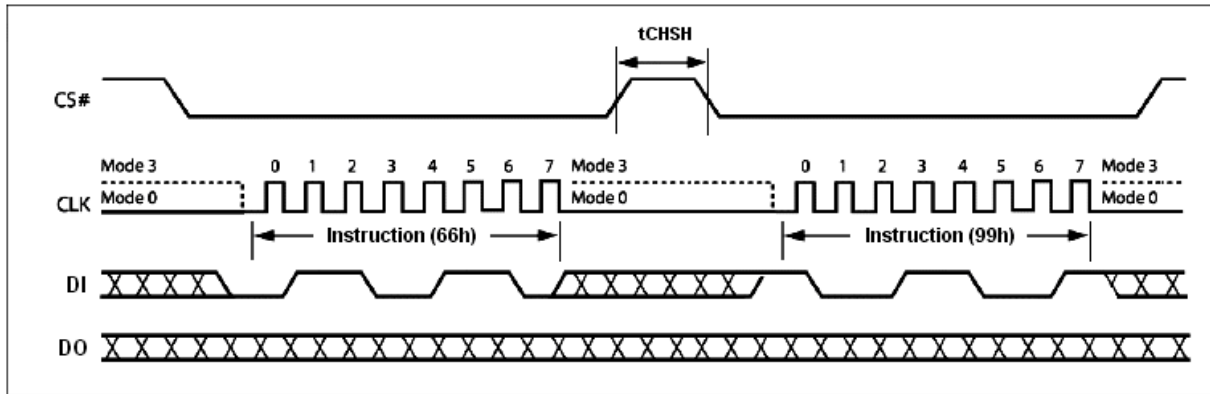 tCHSH
CS#
Mode 3 0 1 2 3 4 5 6 7 Mode 3 0 1 2 3 4 5 6 7 Mode 3
CLK Mode 0 Mode 0 Mode 0
Instruction (66h) Instruction (99h)
DI
DO